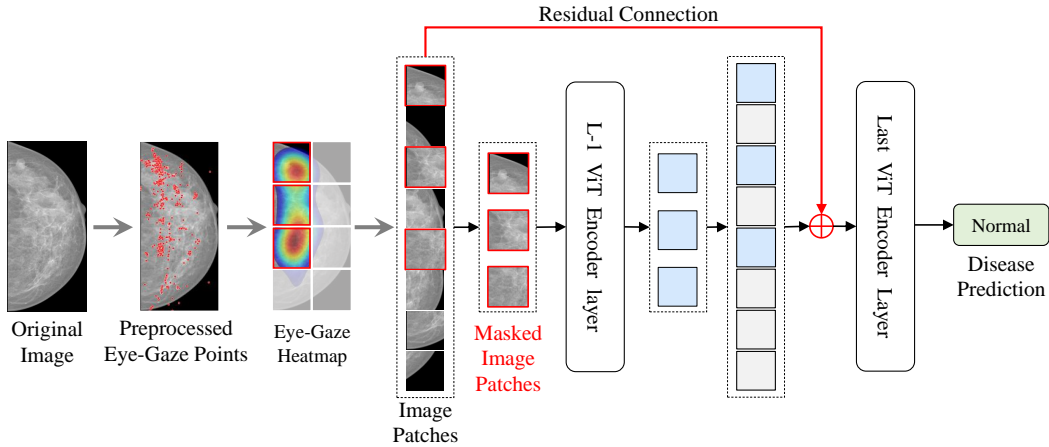 Residual Connection
Original
Image
Preprocessed
Eye-Gaze Points
Eye-Gaze
Heatmap
Image
Patches
Masked
Image
Patches
L-1 ViT Encoder
layer
Last ViT Encoder
Layer
Normal
Disease
Prediction